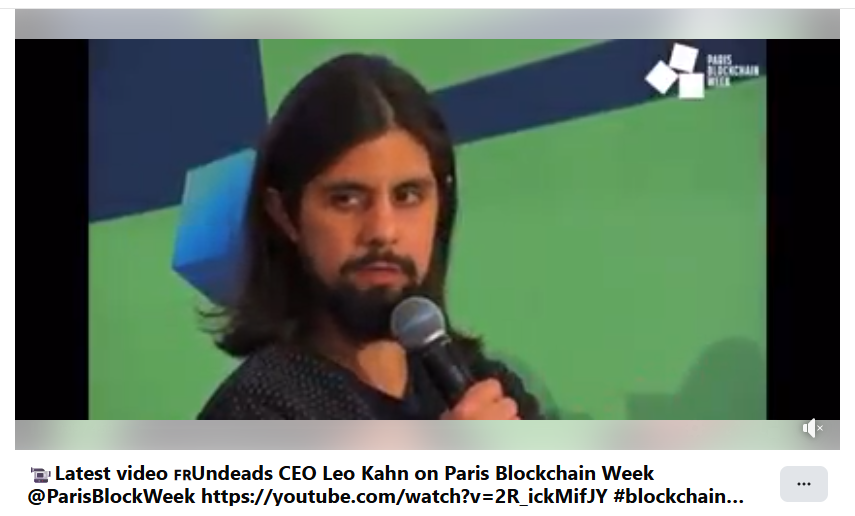 PARIS
BLOCKCHAIN
WEEK
Latest video FRUndeads CEO Leo Kahn on Paris Blockchain Week
@ParisBlockWeek https://youtube.com/watch?v=2R_ickMifJY #blockchain...